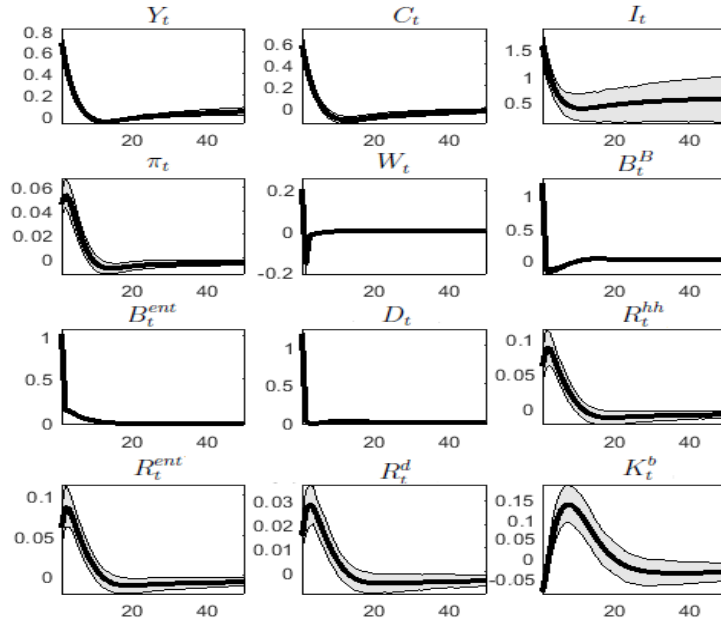 Y_t C_t I_t
0.8 0.6 0.4 0.2 0 20 40
0.6 0.4 0.2 0 20 40
1.5 1 0.5 20 40
π_t W_t B_t^B
0.06 0.04 0.02 0 20 40
0.2 0 -0.2 20 40
1 0.5 0 20 40
B_t^{ent} D_t R_t^{hh}
1 0.5 0 20 40
1 0.5 0 20 40
0.1 0.05 0 20 40
R_t^{ent} R_t^d K_t^b
0.1 0.05 0 20 40
0.03 0.02 0.01 0 20 40
0.15 0.1 0.05 0 -0.05 20 40